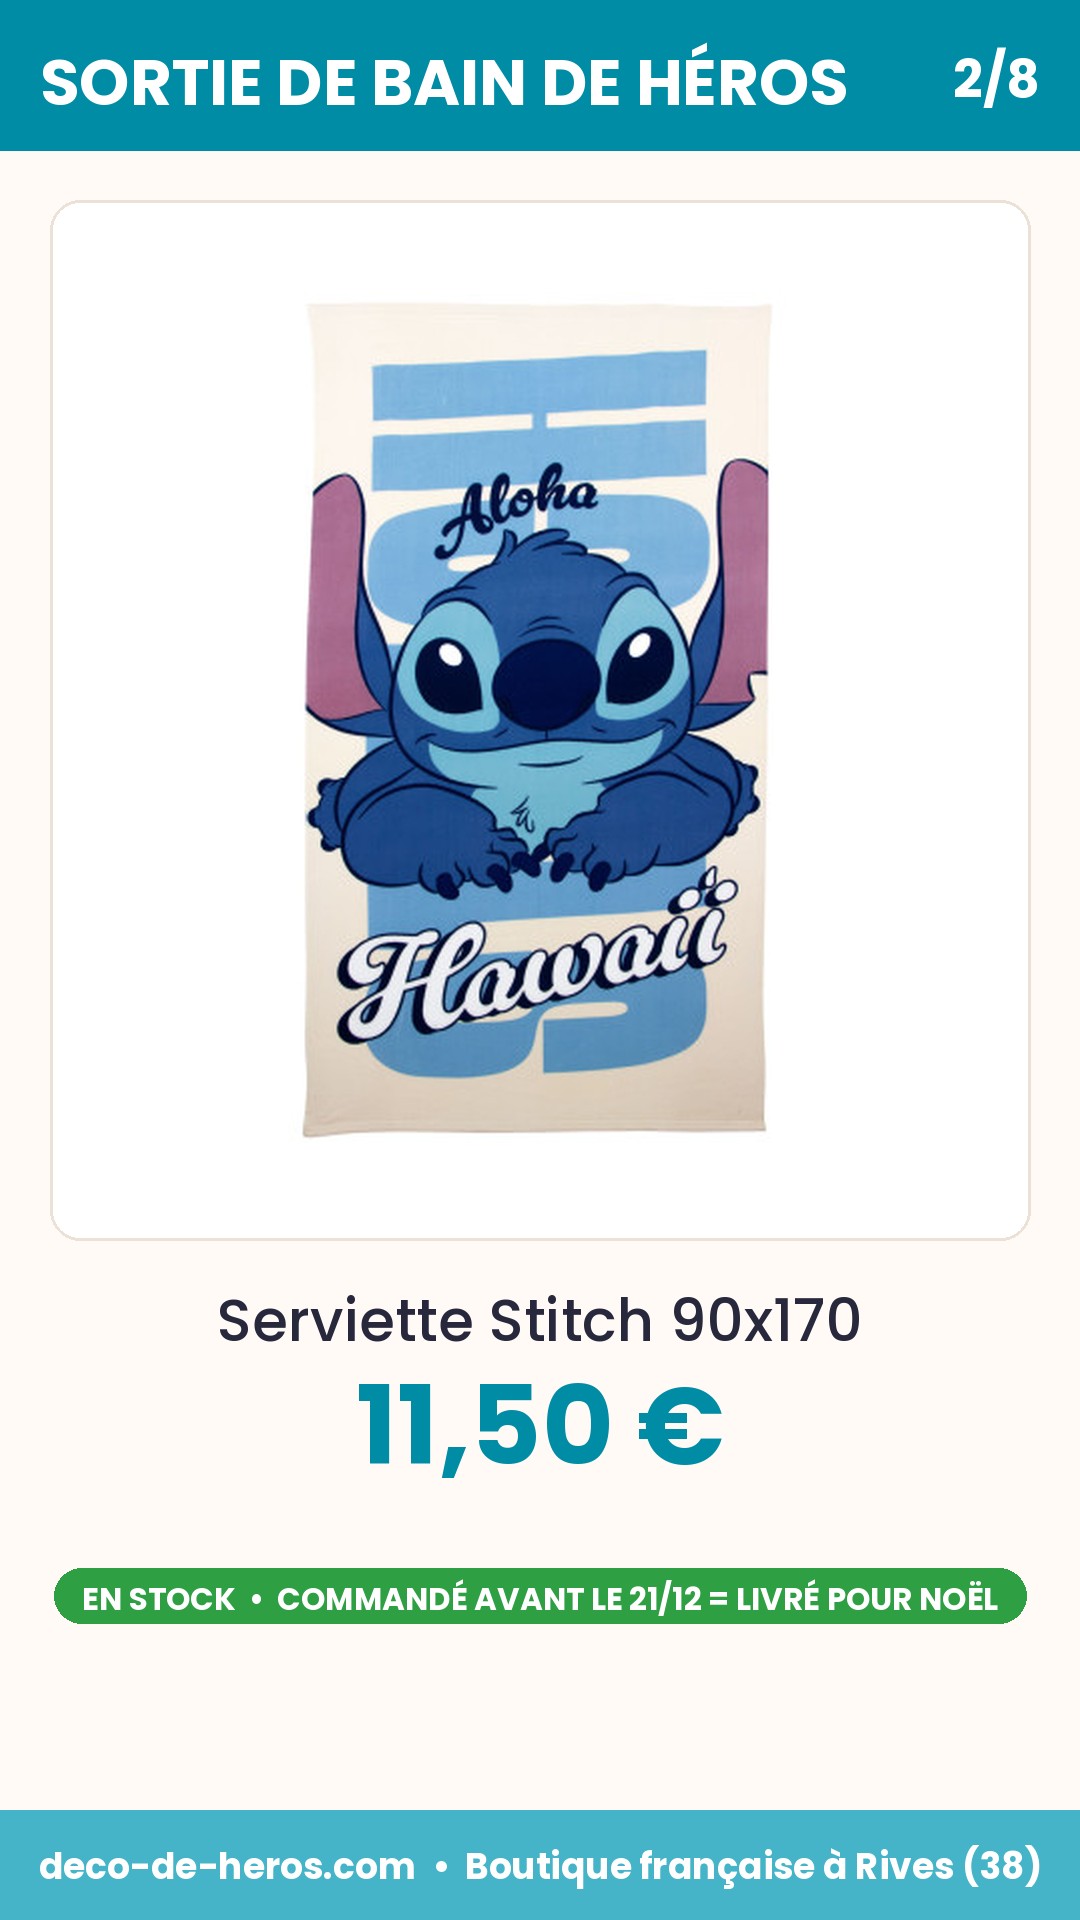 SORTIE DE BAIN DE HÉROS
2/8
Aloha
Hawaii
Serviette Stitch 90x170
11,50 €
EN STOCK • COMMANDÉ AVANT LE 21/12 = LIVRÉ POUR NOËL
deco-de-heros.com • Boutique française à Rives (38)